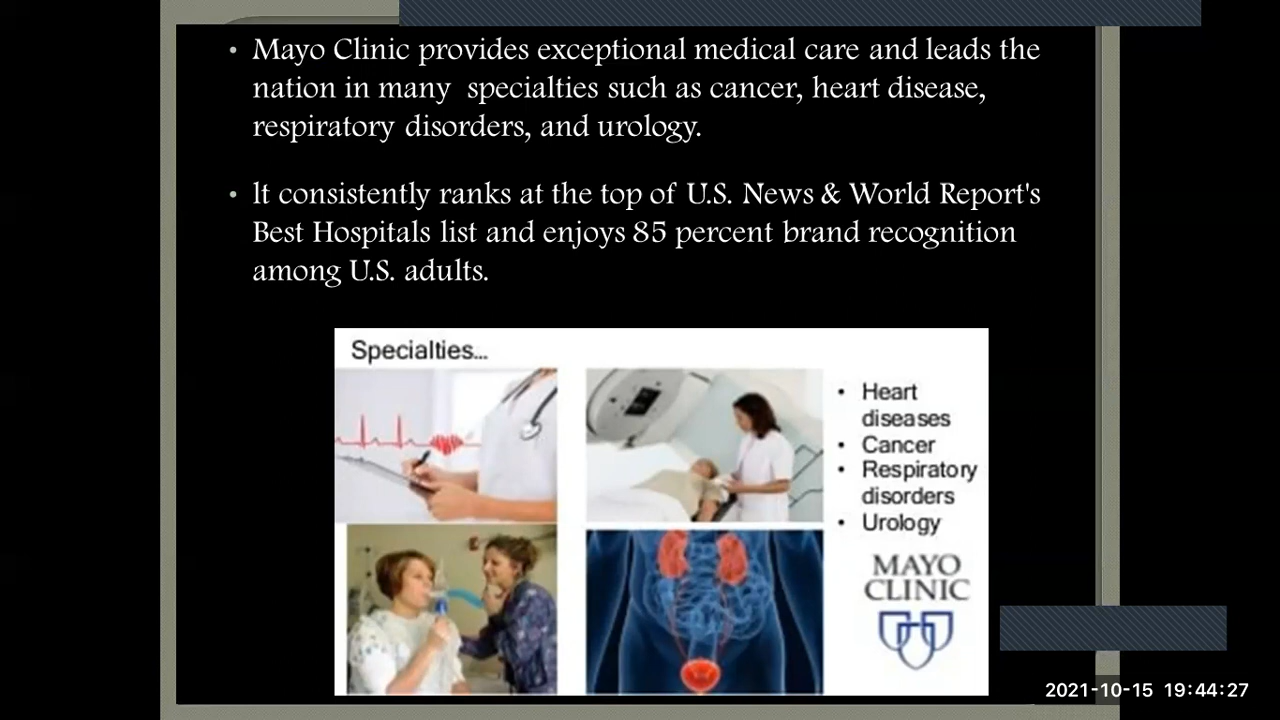 • Mayo Clinic provides exceptional medical care and leads the
nation in many  specialties such as cancer, heart disease,
respiratory disorders, and urology.
• It consistently ranks at the top of U.S. News & World Report's
Best Hospitals list and enjoys 85 percent brand recognition
among U.S. adults.
Specialties...
• Heart
diseases
• Cancer
• Respiratory
disorders
• Urology
MAYO
CLINIC
2021-10-15 19:44:27